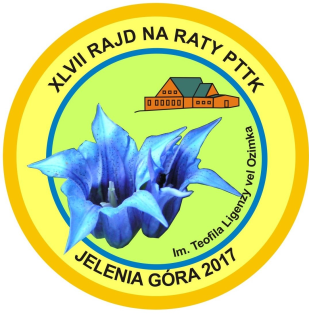 XLVII RAJD NA RATY PTTK
Im. Teofila Ligenzy vel Ozimka
JELENIA GÓRA 2017